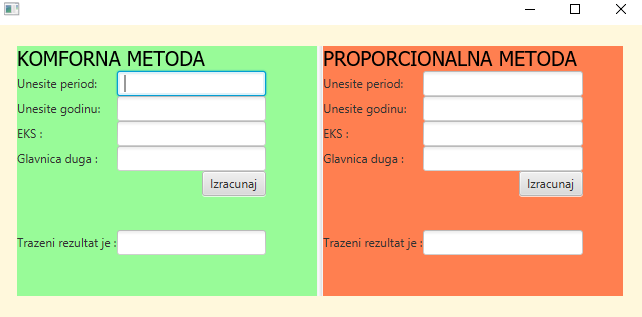 KOMFORNA METODA
Unesite period:
Unesite godinu:
EKS :
Glavnica duga :
Izracunaj
Trazeni rezultat je :
PROPORCIONALNA METODA
Unesite period:
Unesite godinu:
EKS :
Glavnica duga :
Izracunaj
Trazeni rezultat je :